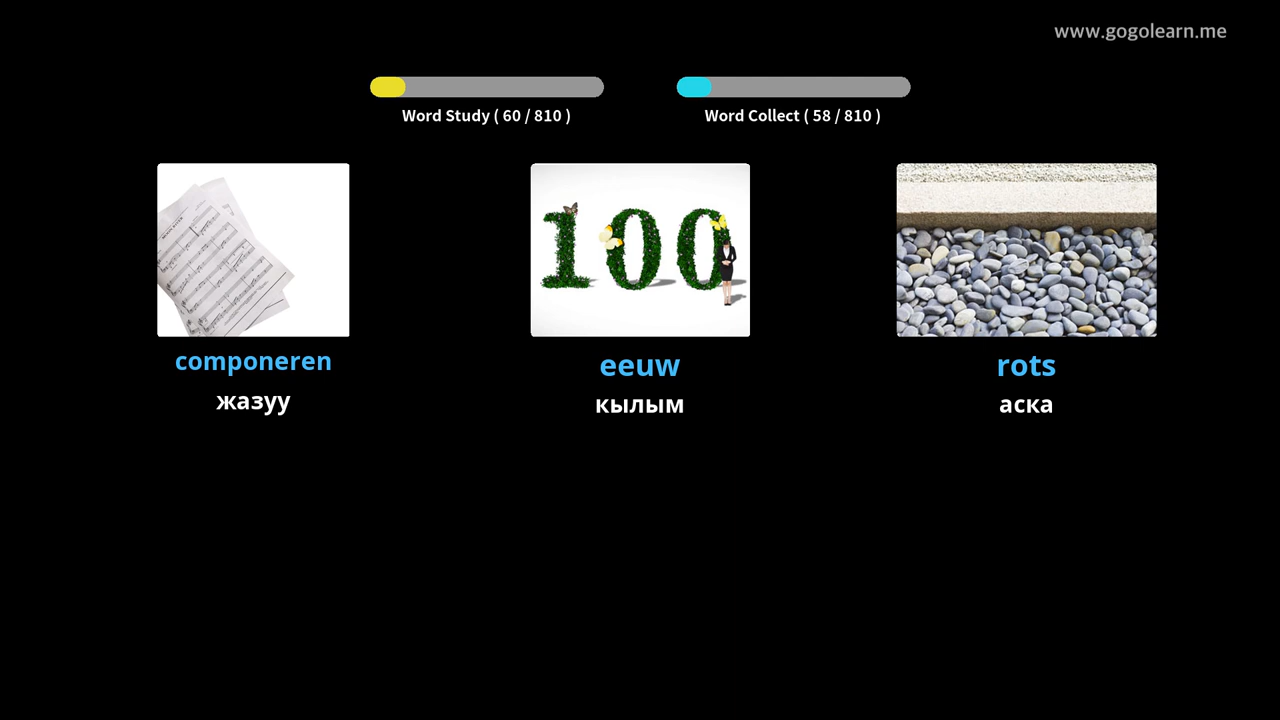 www.gogolearn.me
Word Study ( 60 / 810 )
Word Collect ( 58 / 810 )
componeren
жазуу
eeuw
кылым
rots
аска
100